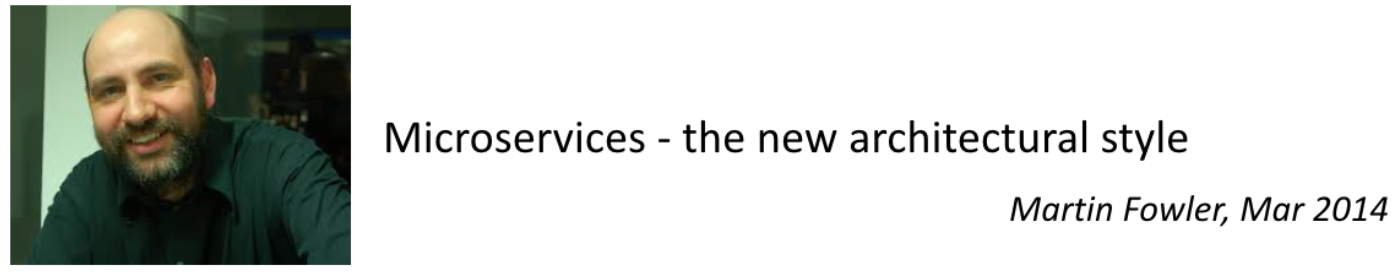 Microservices - the new architectural style
Martin Fowler, Mar 2014